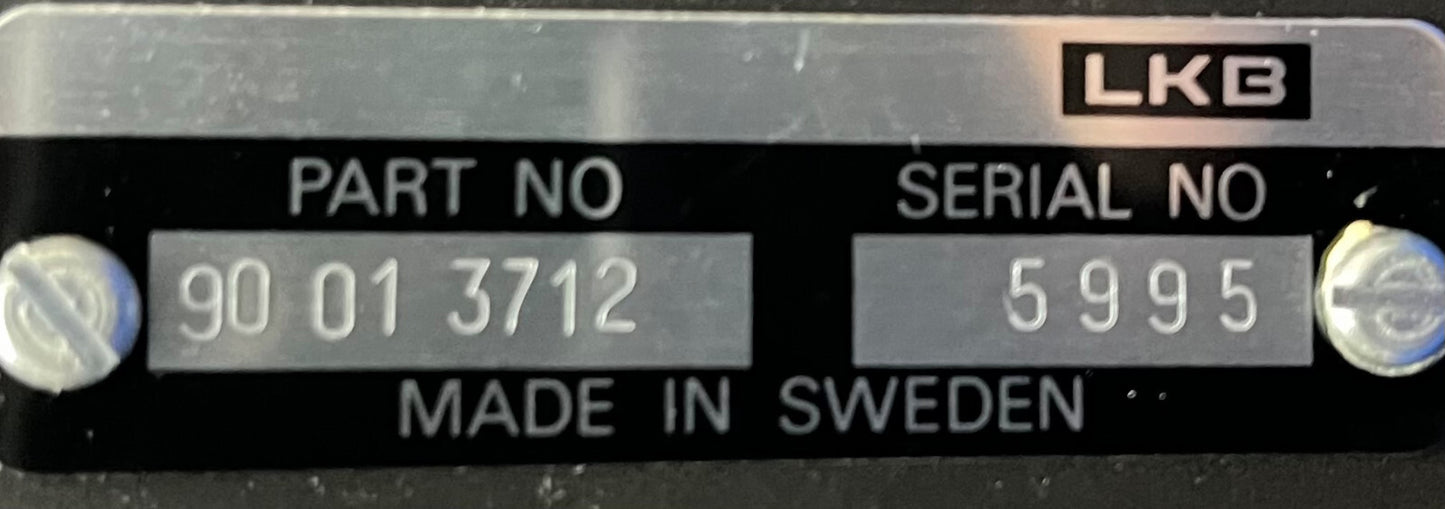 LKB
PART NO SERIAL NO
90 01 3712 5995
MADE IN SWEDEN